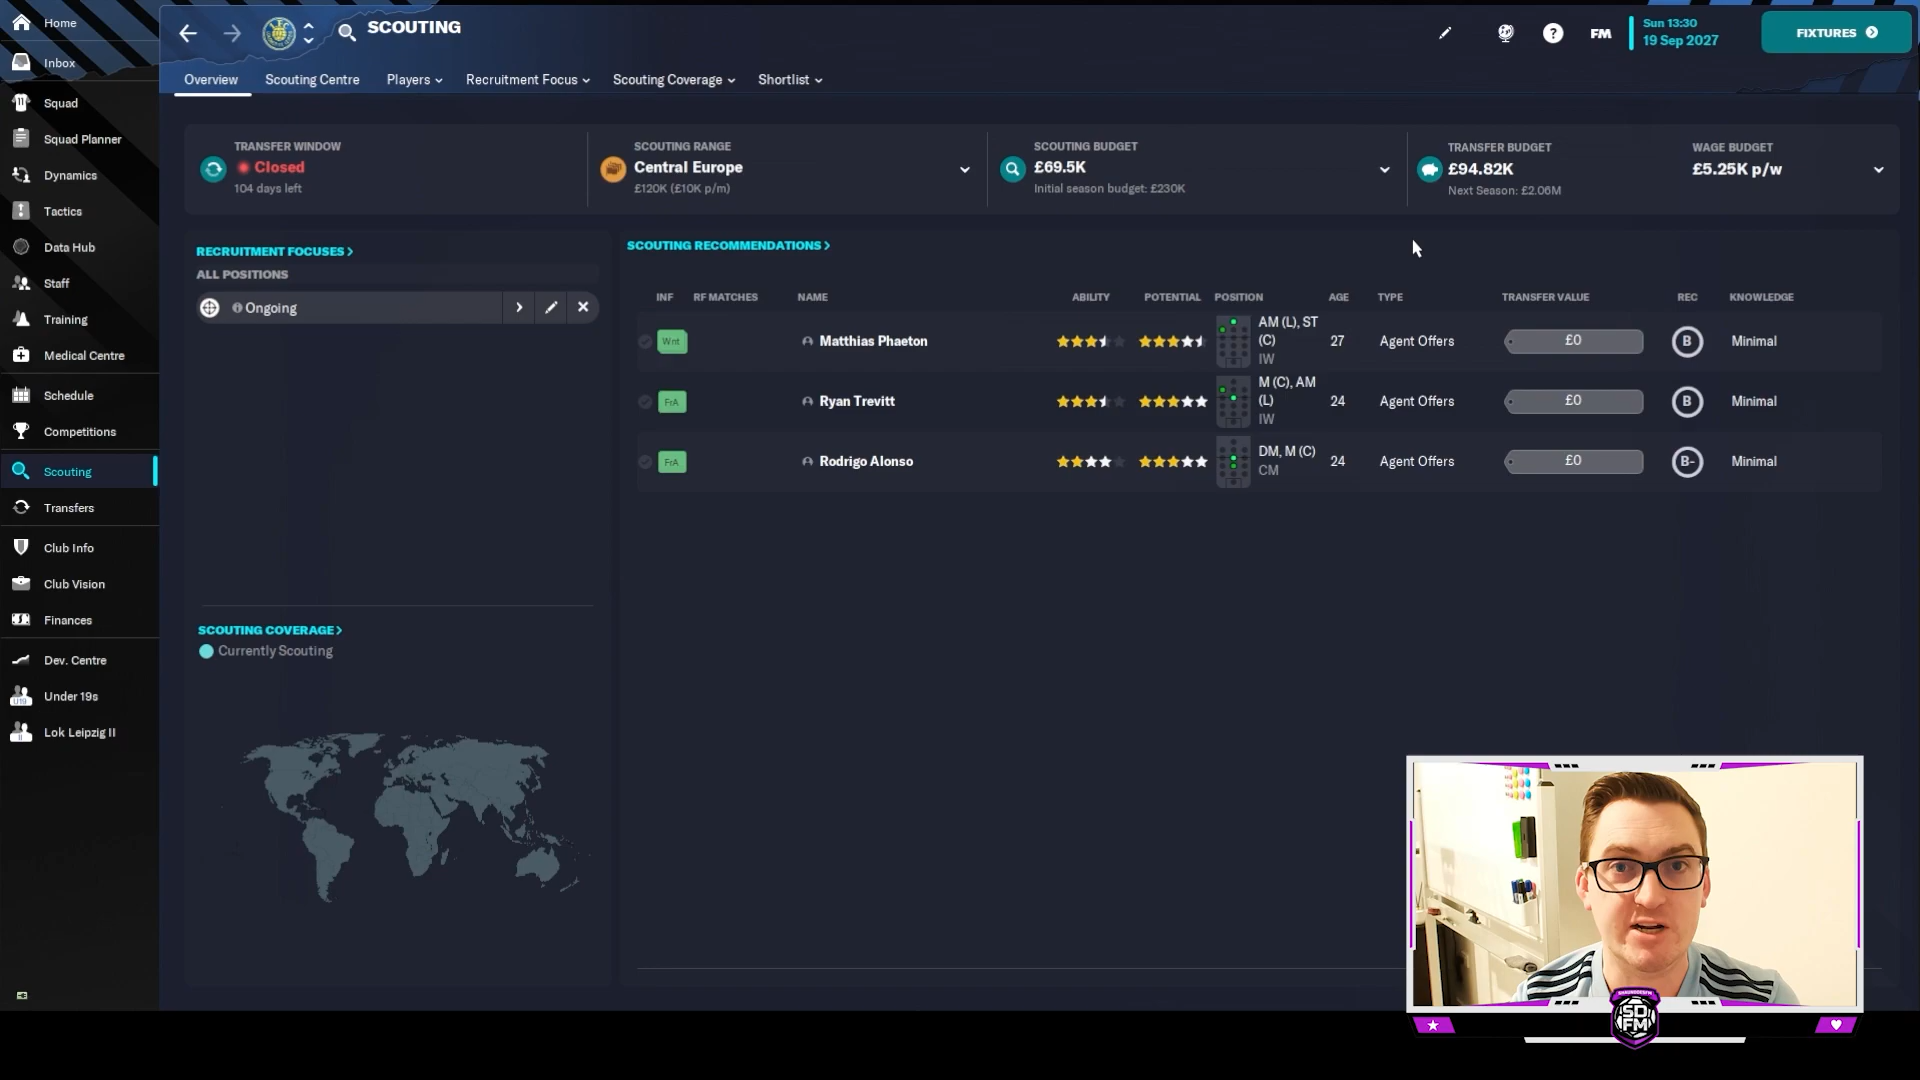 Home
Inbox
Squad
Squad Planner
Dynamics
Tactics
Data Hub
Staff
Training
Medical Centre
Schedule
Competitions
Scouting
Transfers
Club Info
Club Vision
Finances
Dev. Centre
Under 19s
Lok Leipzig II
SCOUTING
FM
Sun 13:30
19 Sep 2027
FIXTURES
Overview
Scouting Centre
Players
Recruitment Focus
Scouting Coverage
Shortlist
TRANSFER WINDOW
Closed
104 days left
SCOUTING RANGE
Central Europe
£120K (£10K p/m)
SCOUTING BUDGET
£69.5K
Initial season budget: £230K
TRANSFER BUDGET
£94.82K
Next Season: £2.06M
WAGE BUDGET
£5.25K p/w
RECRUITMENT FOCUSES >
ALL POSITIONS
Ongoing
SCOUTING COVERAGE >
Currently Scouting
SCOUTING RECOMMENDATIONS >
INF RF MATCHES NAME ABILITY POTENTIAL POSITION AGE TYPE TRANSFER VALUE REC KNOWLEDGE
Wnt Matthias Phaeton AM (L), ST (C) IW 27 Agent Offers £0 B Minimal
FrA Ryan Trevitt M (C), AM (L) IW 24 Agent Offers £0 B Minimal
FrA Rodrigo Alonso DM, M (C) CM 24 Agent Offers £0 B- Minimal
SD
FM